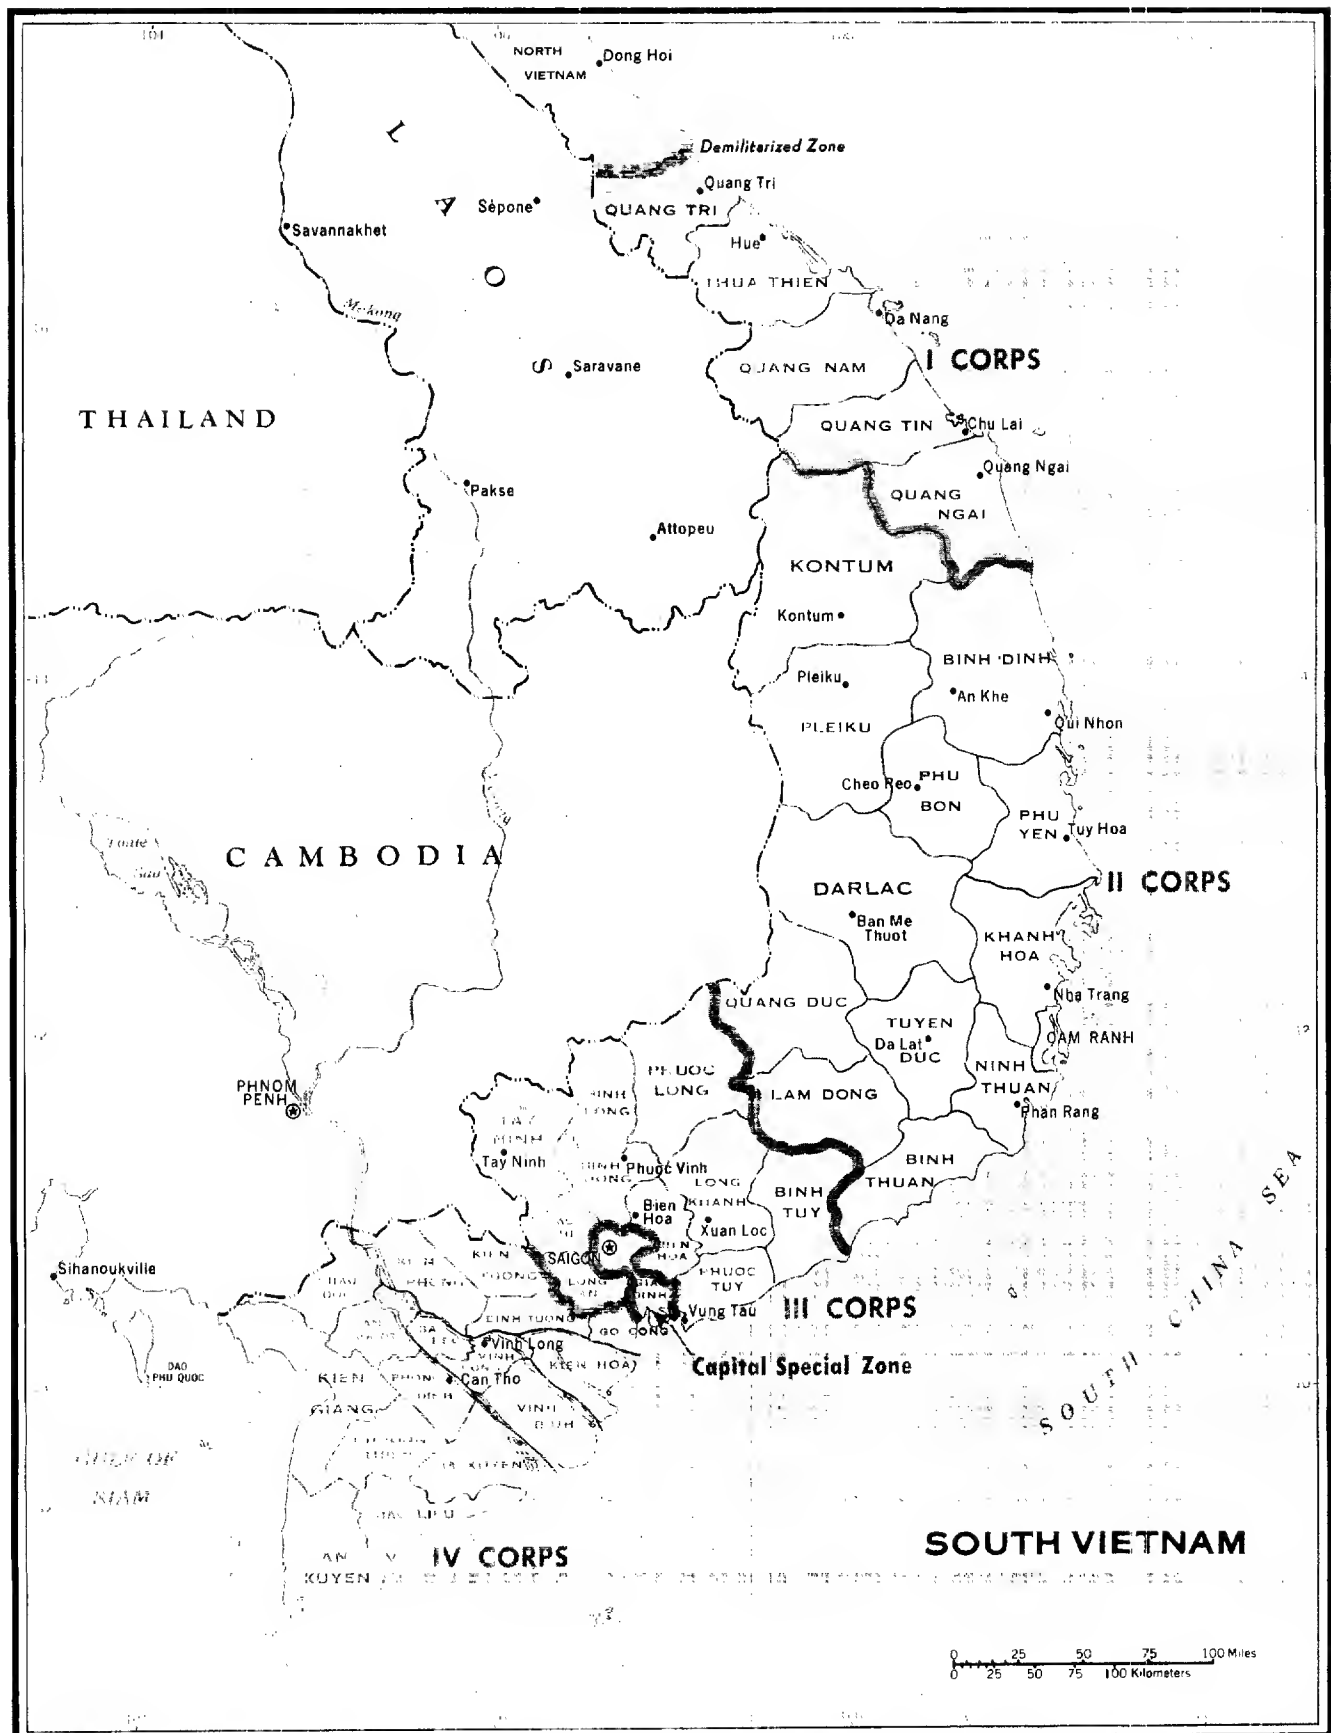 NORTH
VIETNAM
Dong Hoi
L
A
O
S
Demilitarized Zone
Quang Tri
QUANG TRI
Sépone
Savannakhet
Hue
THUA THIEN
Mekong
Da Nang
I CORPS
Saravane
QUANG NAM
THAILAND
QUANG TIN
Chu Lai
Quang Ngai
QUANG
NGAI
Pakse
Attopeu
KONTUM
Kontum
BINH DINH
Pleiku
An Khe
Qui Nhon
PLEIKU
Cheo Reo
PHU
BON
PHU
YEN
Tuy Hoa
CAMBODIA
DARLAC
II CORPS
Ban Me
Thuot
KHANH
HOA
Nha Trang
QUANG DUC
TUYEN
DUC
Da Lat
CAM RANH
NINH
THUAN
PHUOC
LONG
LAM DONG
PHNOM
PENH
Phan Rang
Tay Ninh
Phuoc Vinh
LONG
KHANH
BINH
TUY
BINH
THUAN
Bien
Hoa
Xuan Loc
SAIGON
PHUOC
TUY
Sihanoukville
Vung Tau
III CORPS
DINH TUONG
GO CONG
Capital Special Zone
Vinh Long
KIEN HOA
Can Tho
DAO
PHU QUOC
KIEN
GIANG
VINH
BINH
GULF OF
SIAM
SOUTH CHINA SEA
IV CORPS
AN
XUYEN
SOUTH VIETNAM
0 25 50 75 100 Miles
0 25 50 75 100 Kilometers